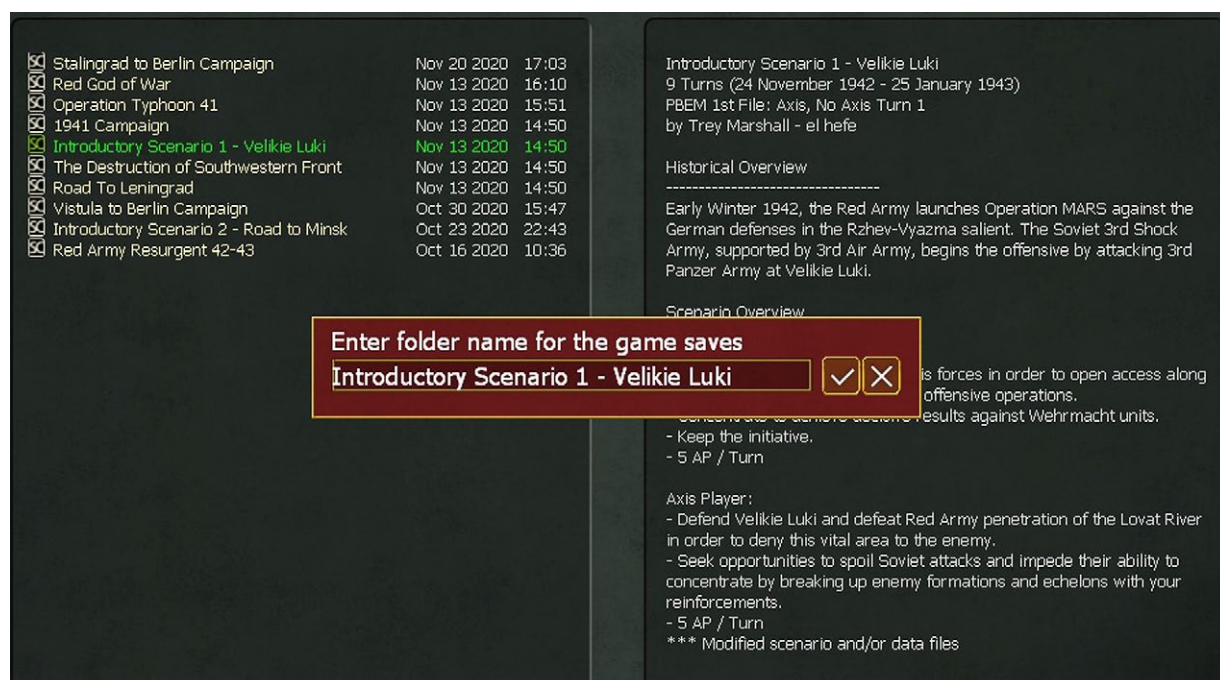 Stalingrad to Berlin Campaign Nov 20 2020 17:03
Red God of War Nov 13 2020 16:10
Operation Typhoon 41 Nov 13 2020 15:51
1941 Campaign Nov 13 2020 14:50
Introductory Scenario 1 - Velikie Luki Nov 13 2020 14:50
The Destruction of Southwestern Front Nov 13 2020 14:50
Road To Leningrad Nov 13 2020 14:50
Vistula to Berlin Campaign Oct 30 2020 15:47
Introductory Scenario 2 - Road to Minsk Oct 23 2020 22:43
Red Army Resurgent 42-43 Oct 16 2020 10:36
Enter folder name for the game saves
Introductory Scenario 1 - Velikie Luki
Introductory Scenario 1 - Velikie Luki
9 Turns (24 November 1942 - 25 January 1943)
PBEM 1st File: Axis, No Axis Turn 1
by Trey Marshall - el hefe
Historical Overview
---------------------------------
Early Winter 1942, the Red Army launches Operation MARS against the
German defenses in the Rzhev-Vyazma salient. The Soviet 3rd Shock
Army, supported by 3rd Air Army, begins the offensive by attacking 3rd
Panzer Army at Velikie Luki.
Scenario Overview
is forces in order to open access along
offensive operations.
results against Wehrmacht units.
- Keep the initiative.
- 5 AP / Turn
Axis Player:
- Defend Velikie Luki and defeat Red Army penetration of the Lovat River
in order to deny this vital area to the enemy.
- Seek opportunities to spoil Soviet attacks and impede their ability to
concentrate by breaking up enemy formations and echelons with your
reinforcements.
- 5 AP / Turn
*** Modified scenario and/or data files